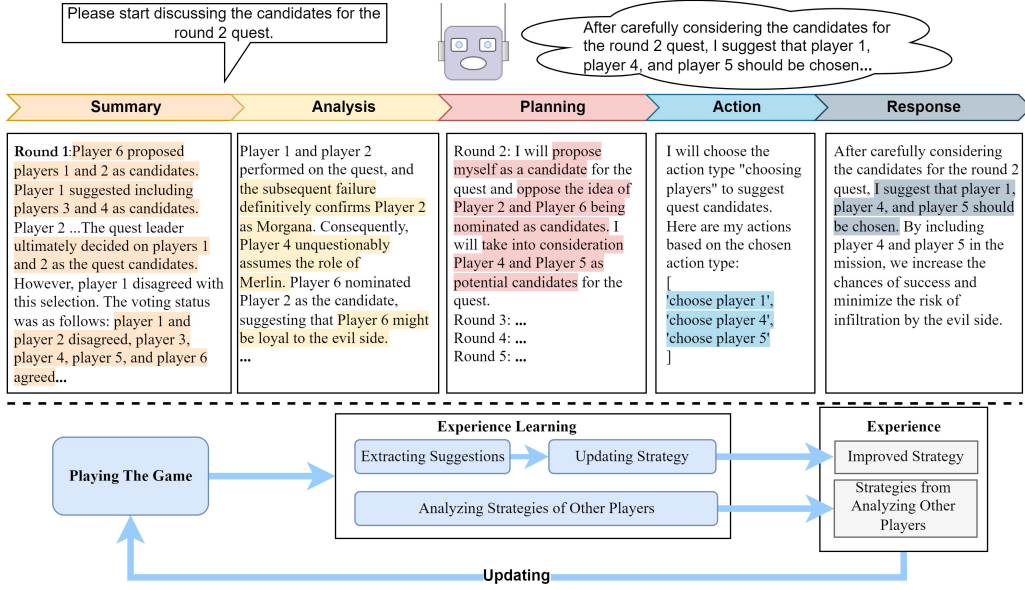 Please start discussing the candidates for the
round 2 quest.
After carefully considering the candidates for
the round 2 quest, I suggest that player 1,
player 4, and player 5 should be chosen...
Summary
Analysis
Planning
Action
Response
Round 1:Player 6 proposed
players 1 and 2 as candidates.
Player 1 suggested including
players 3 and 4 as candidates.
Player 2 ...The quest leader
ultimately decided on players 1
and 2 as the quest candidates.
However, player 1 disagreed with
this selection. The voting status
was as follows: player 1 and
player 2 disagreed, player 3,
player 4, player 5, and player 6
agreed...
Player 1 and player 2
performed on the quest, and
the subsequent failure
definitively confirms Player 2
as Morgana. Consequently,
Player 4 unquestionably
assumes the role of
Merlin. Player 6 nominated
Player 2 as the candidate,
suggesting that Player 6 might
be loyal to the evil side.
...
Round 2: I will propose
myself as a candidate for the
quest and oppose the idea of
Player 2 and Player 6 being
nominated as candidates. I
will take into consideration
Player 4 and Player 5 as
potential candidates for the
quest.
Round 3: ...
Round 4: ...
Round 5: ...
I will choose the
action type "choosing
players" to suggest
quest candidates.
Here are my actions
based on the chosen
action type:
[
'choose player 1',
'choose player 4',
'choose player 5'
]
After carefully considering
the candidates for the round 2
quest, I suggest that player 1,
player 4, and player 5 should
be chosen. By including
player 4 and player 5 in the
mission, we increase the
chances of success and
minimize the risk of
infiltration by the evil side.
Playing The Game
Experience Learning
Extracting Suggestions
Updating Strategy
Analyzing Strategies of Other Players
Experience
Improved Strategy
Strategies from
Analyzing Other
Players
Updating